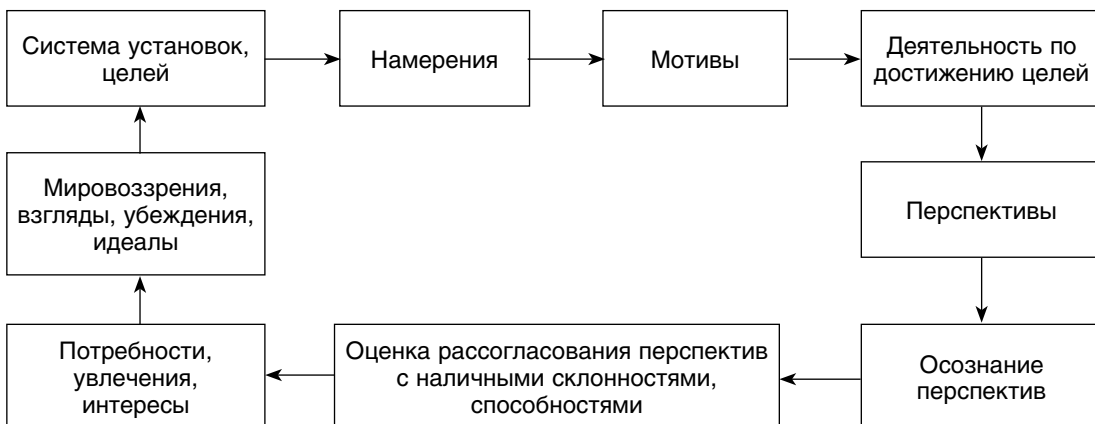 Система установок,
целей
Намерения
Мотивы
Деятельность по
достижению целей
Мировоззрения,
взгляды, убеждения,
идеалы
Перспективы
Потребности,
увлечения,
интересы
Оценка рассогласования перспектив
с наличными склонностями,
способностями
Осознание
перспектив